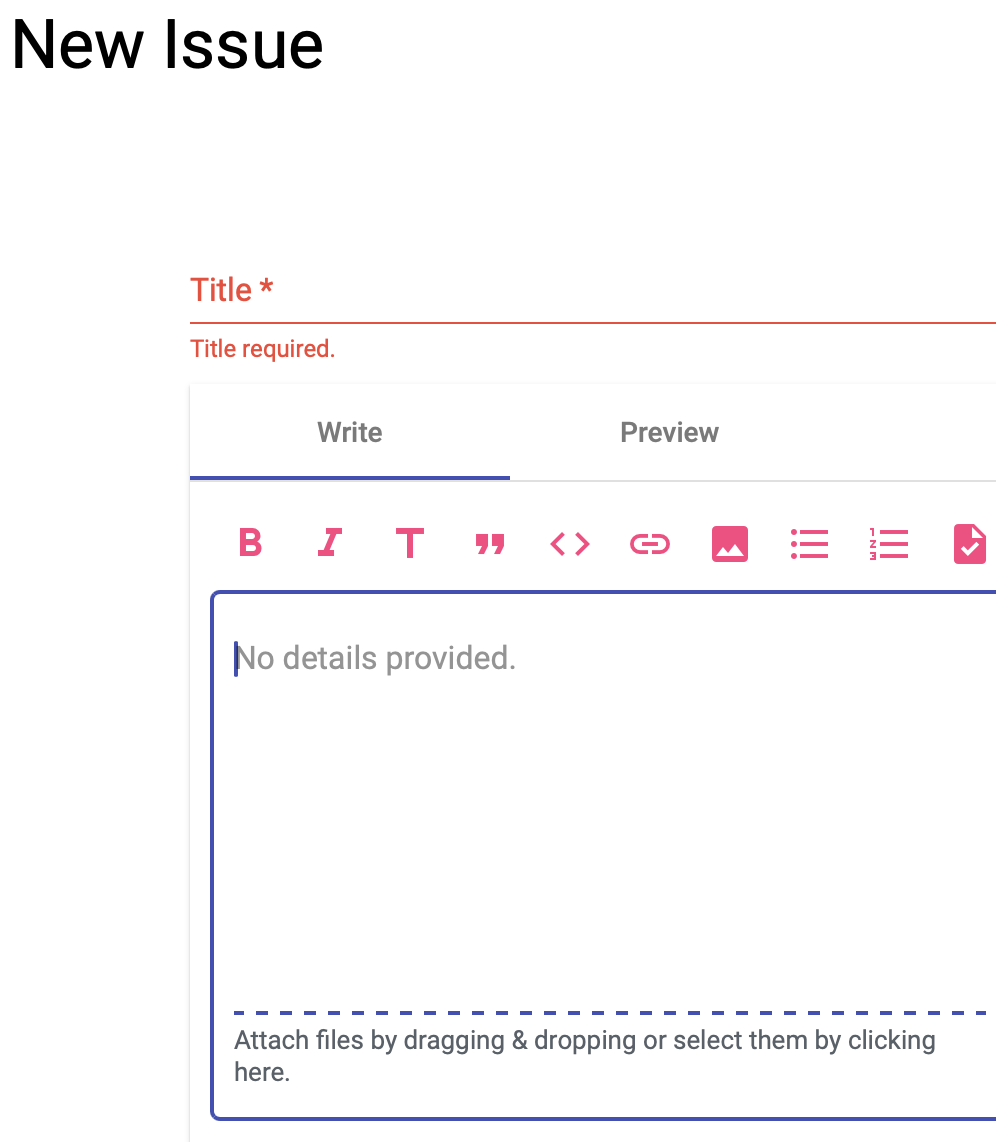 New Issue
Title *
Title required.
Write
Preview
No details provided.
Attach files by dragging & dropping or select them by clicking
here.